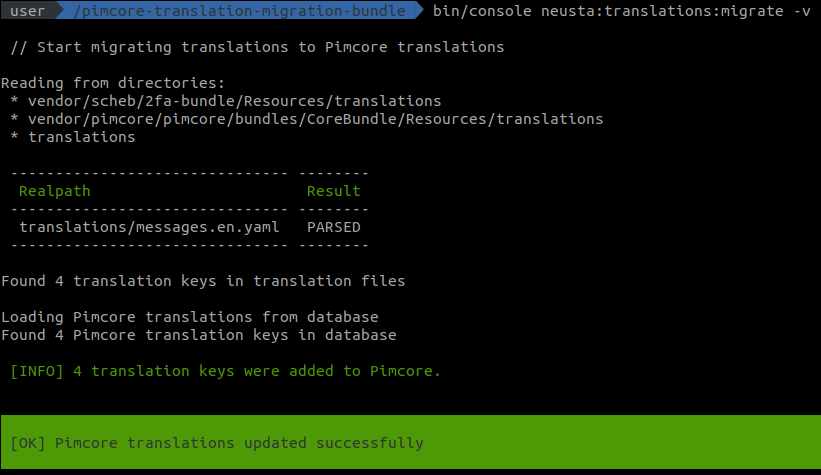 user /pimcore-translation-migration-bundle bin/console neusta:translations:migrate -v
// Start migrating translations to Pimcore translations
Reading from directories:
* vendor/scheb/2fa-bundle/Resources/translations
* vendor/pimcore/pimcore/bundles/CoreBundle/Resources/translations
* translations
------------------------------- --------
Realpath Result
------------------------------- --------
translations/messages.en.yaml PARSED
------------------------------- --------
Found 4 translation keys in translation files
Loading Pimcore translations from database
Found 4 Pimcore translation keys in database
[INFO] 4 translation keys were added to Pimcore.
[OK] Pimcore translations updated successfully